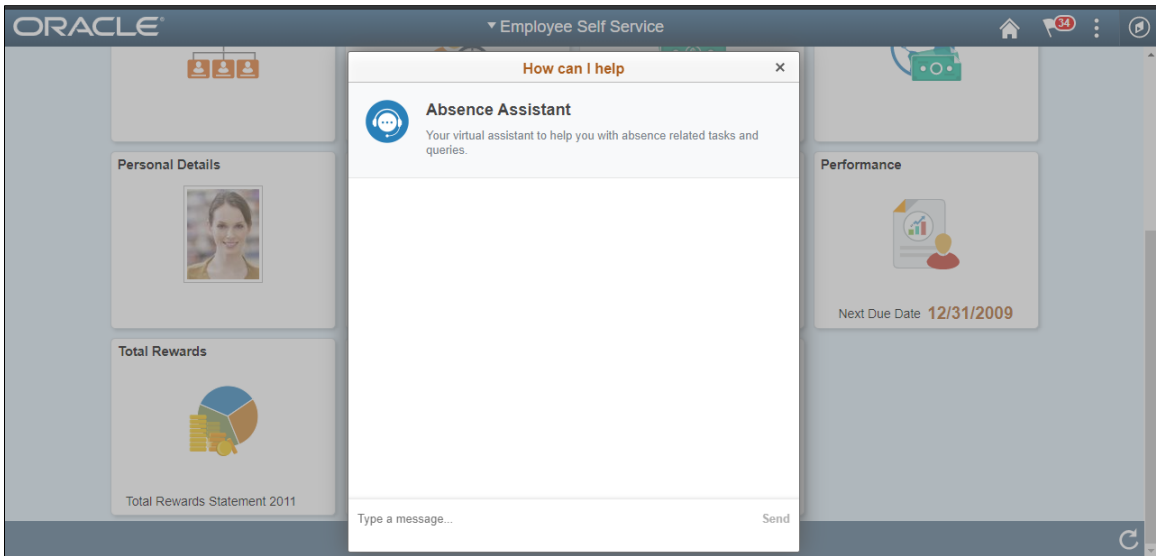 ORACLE
Employee Self Service
34
How can I help
×
Absence Assistant
Your virtual assistant to help you with absence related tasks and
queries.
Personal Details
Performance
Next Due Date 12/31/2009
Total Rewards
Total Rewards Statement 2011
Type a message...
Send